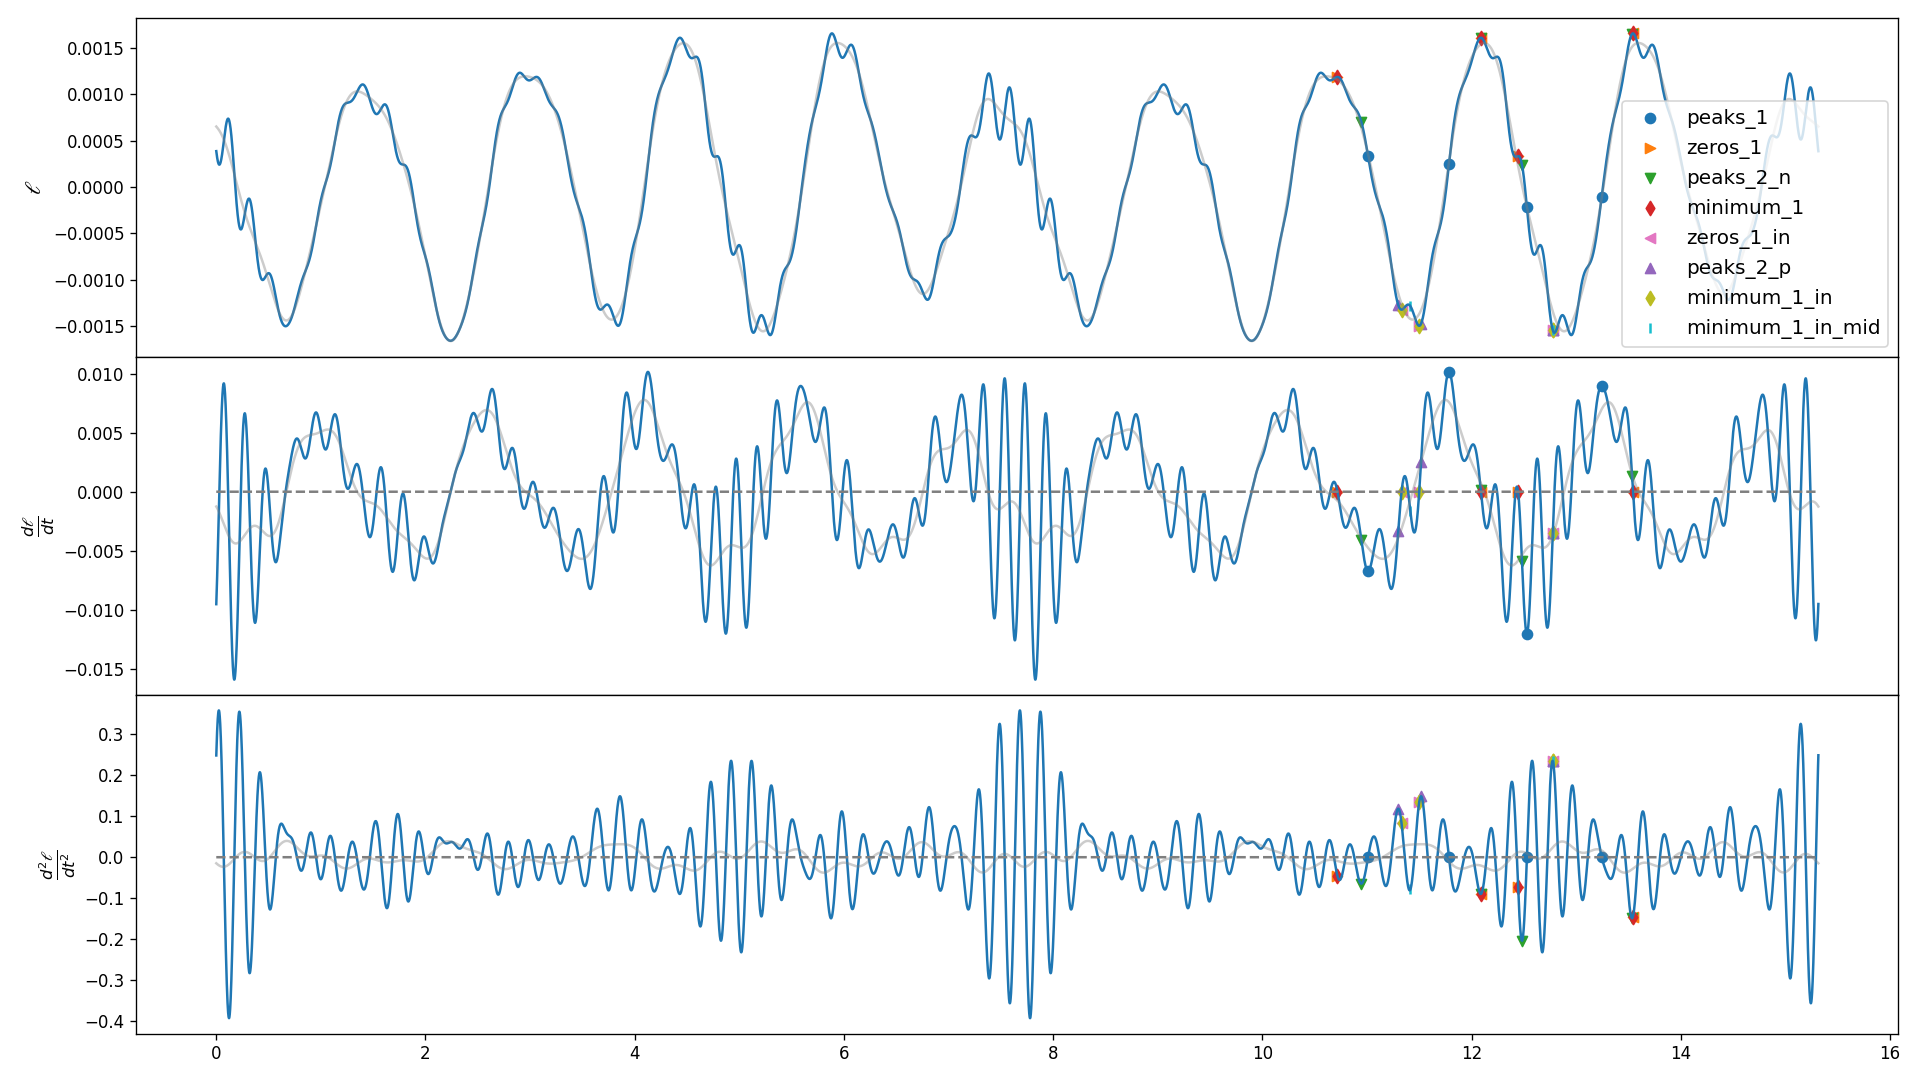 0.0015
0.0010
0.0005
0.0000
−0.0005
−0.0010
−0.0015
ℓ
peaks_1
zeros_1
peaks_2_n
minimum_1
zeros_1_in
peaks_2_p
minimum_1_in
minimum_1_in_mid
0.010
0.005
0.000
−0.005
−0.010
−0.015
dℓ
dt
0.3
0.2
0.1
0.0
−0.1
−0.2
−0.3
−0.4
d²ℓ
dt²
0 2 4 6 8 10 12 14 16